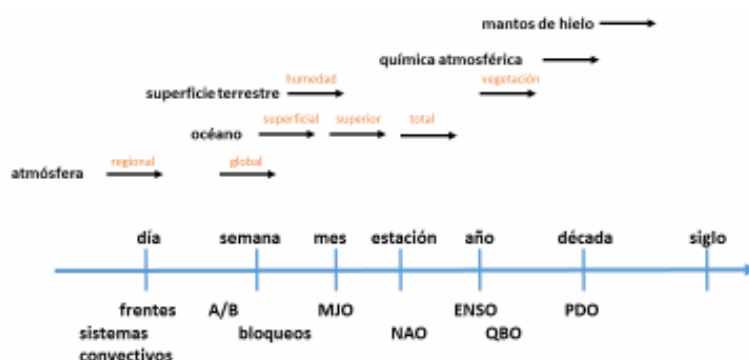 mantos de hielo
química atmosférica
humedad vegetación
superficie terrestre
superficial superior total
océano
regional global
atmósfera
día semana mes estación año década siglo
frentes A/B MJO ENSO PDO
sistemas bloqueos NAO QBO
convectivos